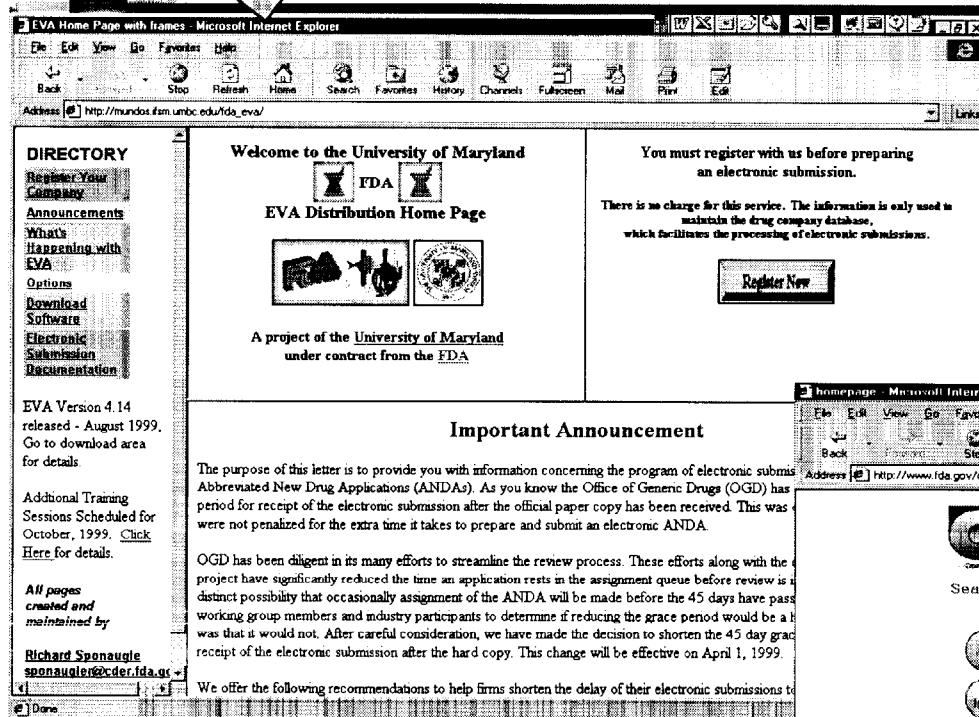 EVA Home Page with frames - Microsoft Internet Explorer
File Edit View Go Favorites Help
Back Stop Refresh Home Search Favorites History Channels Fullscreen Mail Print Edit
Address http://mundos.ifsm.umbc.edu/fda_eva/ Links
DIRECTORY
Register Your
Company
Announcements
What's
Happening with
EVA
Options
Download
Software
Electronic
Submission
Documentation
EVA Version 4.14
released - August 1999.
Go to download area
for details.
Addtional Training
Sessions Scheduled for
October, 1999. Click
Here for details.
All pages
created and
maintained by
Richard Sponaugle
sponaugler@cder.fda.go
Done
Welcome to the University of Maryland
FDA
EVA Distribution Home Page
A project of the University of Maryland
under contract from the FDA
You must register with us before preparing
an electronic submission.
There is no charge for this service. The information is only used to
maintain the drug company database,
which facilitates the processing of electronic submissions.
Register Now
Important Announcement
The purpose of this letter is to provide you with information concerning the program of electronic submis
Abbreviated New Drug Applications (ANDAs). As you know the Office of Generic Drugs (OGD) has
period for receipt of the electronic submission after the official paper copy has been received. This was
were not penalized for the extra time it takes to prepare and submit an electronic ANDA.
OGD has been diligent in its many efforts to streamline the review process. These efforts along with the
project have significantly reduced the time an application rests in the assignment queue before review is
distinct possibility that occasionally assignment of the ANDA will be made before the 45 days have pass
working group members and industry participants to determine if reducing the grace period would be a
was that it would not. After careful consideration, we have made the decision to shorten the 45 day grac
receipt of the electronic submission after the hard copy. This change will be effective on April 1, 1999.
We offer the following recommendations to help firms shorten the delay of their electronic submissions to
homepage - Microsoft Inter
File Edit View Go Favo
Back Ste
Address http://www.fda.gov/c
Sea